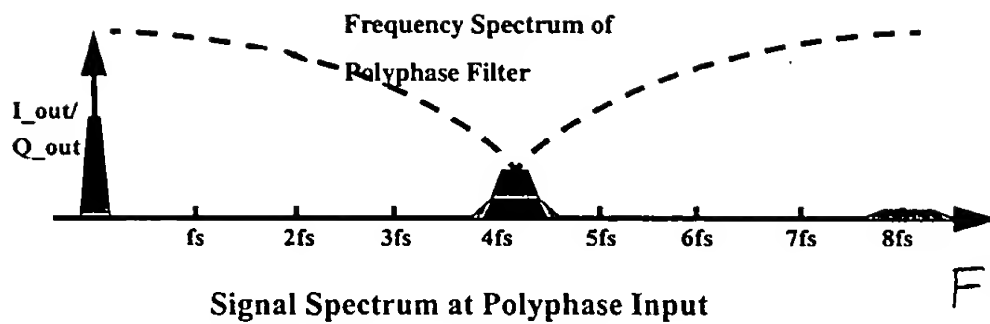 Frequency Spectrum of
Polyphase Filter
I_out/
Q_out
fs 2fs 3fs 4fs 5fs 6fs 7fs 8fs
F
Signal Spectrum at Polyphase Input